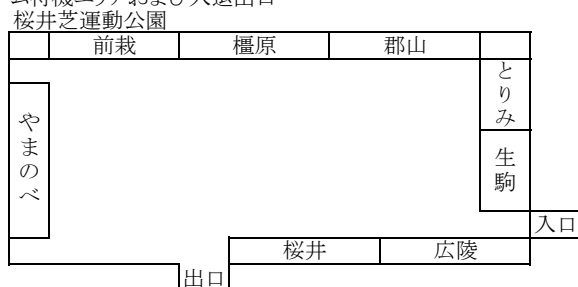 桜井芝運動公園
前栽 橿原 郡山
とりみ
やまのべ
生駒
入口
桜井 広陵
出口